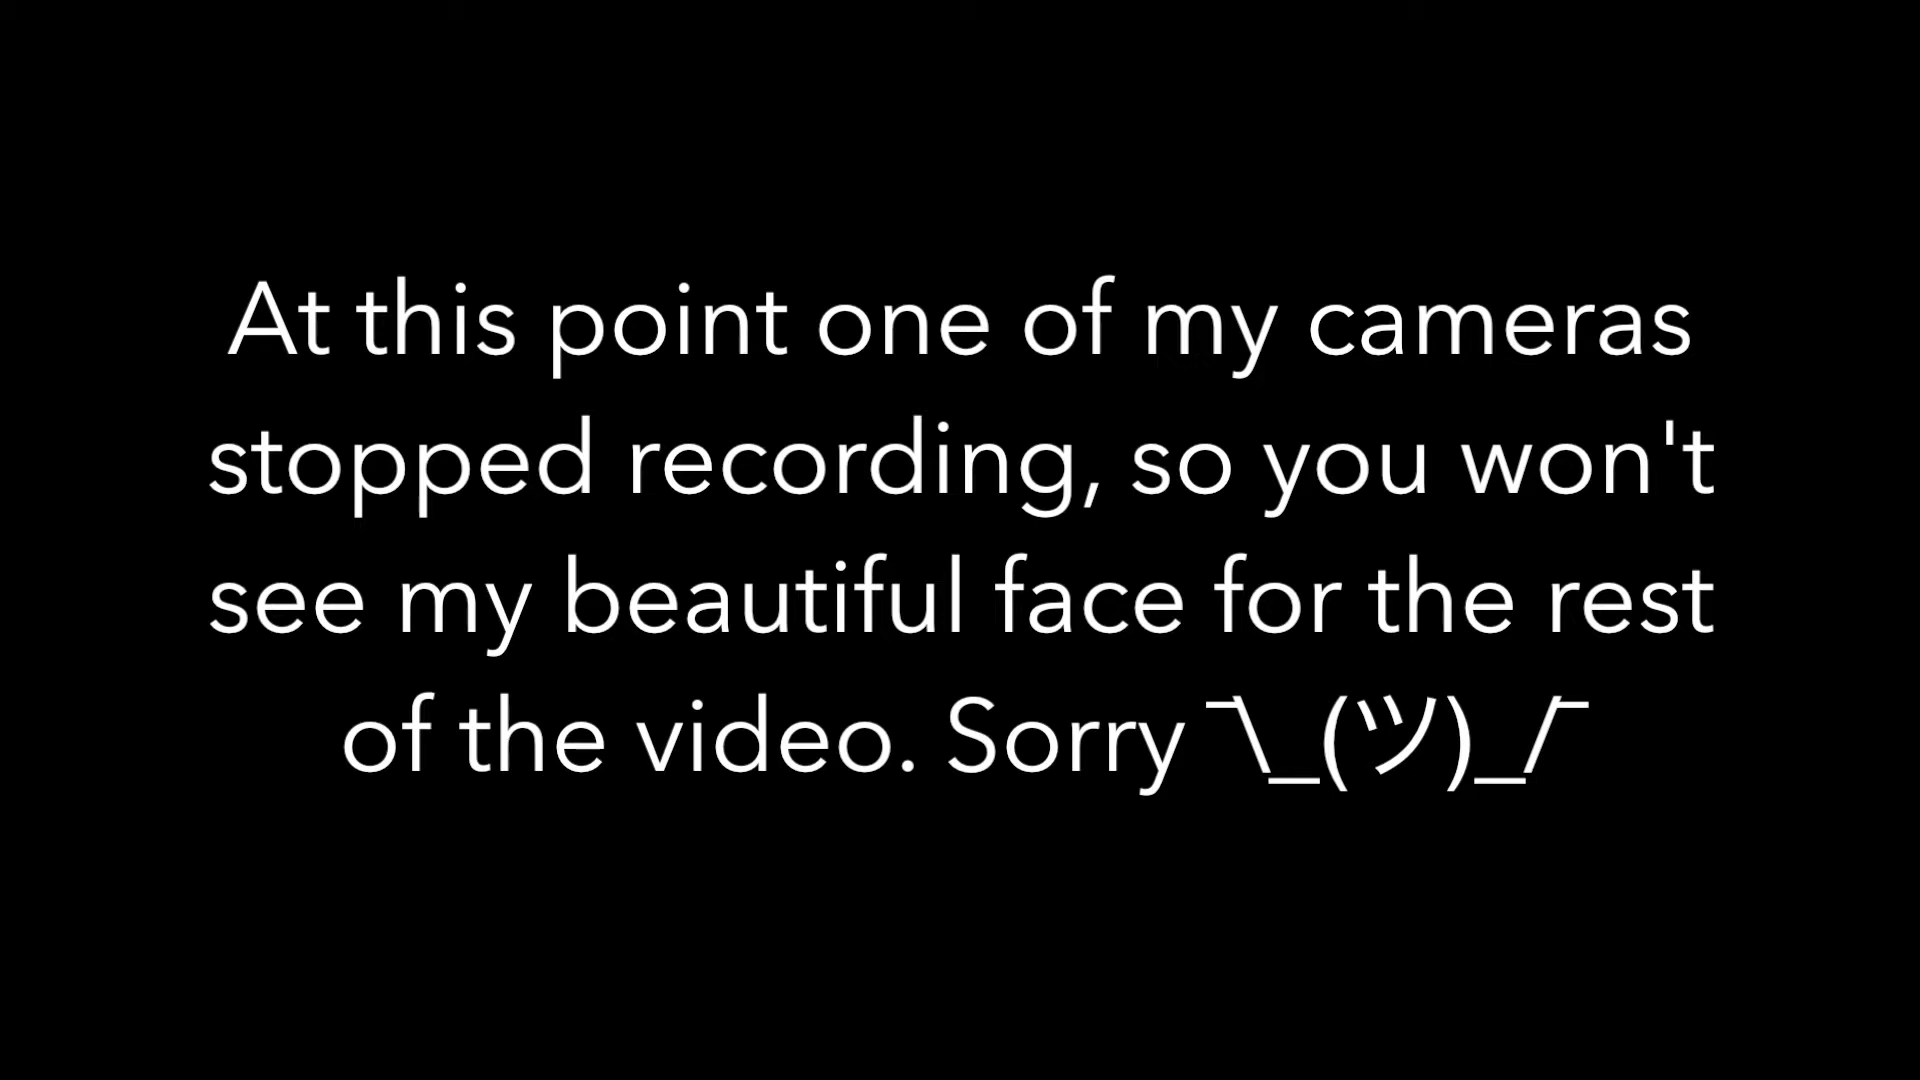 At this point one of my cameras
stopped recording, so you won't
see my beautiful face for the rest
of the video. Sorry ¯\_(ツ)_/¯